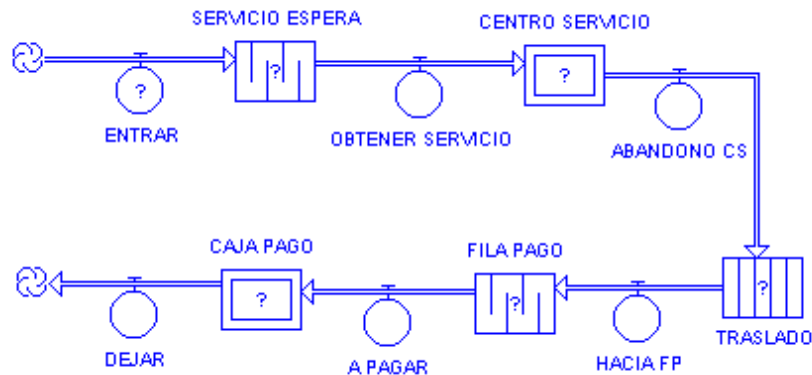 SERVICIO ESPERA
CENTRO SERVICIO
?
?
?
ENTRAR
OBTENER SERVICIO
ABANDONO CS
CAJA PAGO
FILA PAGO
?
?
?
TRASLADO
DEJAR
A PAGAR
HACIA FP